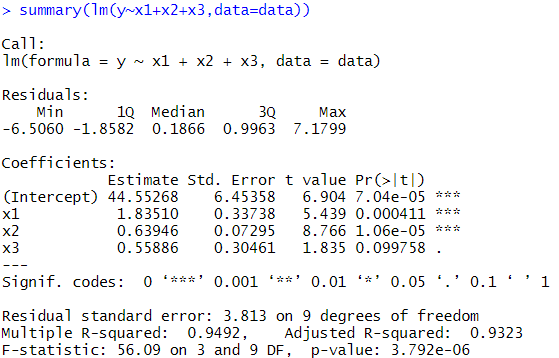 > summary(lm(y~x1+x2+x3,data=data))
Call:
lm(formula = y ~ x1 + x2 + x3, data = data)
Residuals:
    Min      1Q  Median      3Q     Max
-6.5060 -1.8582  0.1866  0.9963  7.1799
Coefficients:
            Estimate Std. Error t value Pr(>|t|)
(Intercept) 44.55268    6.45358   6.904 7.04e-05 ***
x1           1.83510    0.33738   5.439 0.000411 ***
x2           0.63946    0.07295   8.766 1.06e-05 ***
x3           0.55886    0.30461   1.835 0.099758 .
---
Signif. codes:  0 ‘***’ 0.001 ‘**’ 0.01 ‘*’ 0.05 ‘.’ 0.1 ‘ ’ 1
Residual standard error: 3.813 on 9 degrees of freedom
Multiple R-squared:  0.9492,    Adjusted R-squared:  0.9323
F-statistic: 56.09 on 3 and 9 DF,  p-value: 3.792e-06